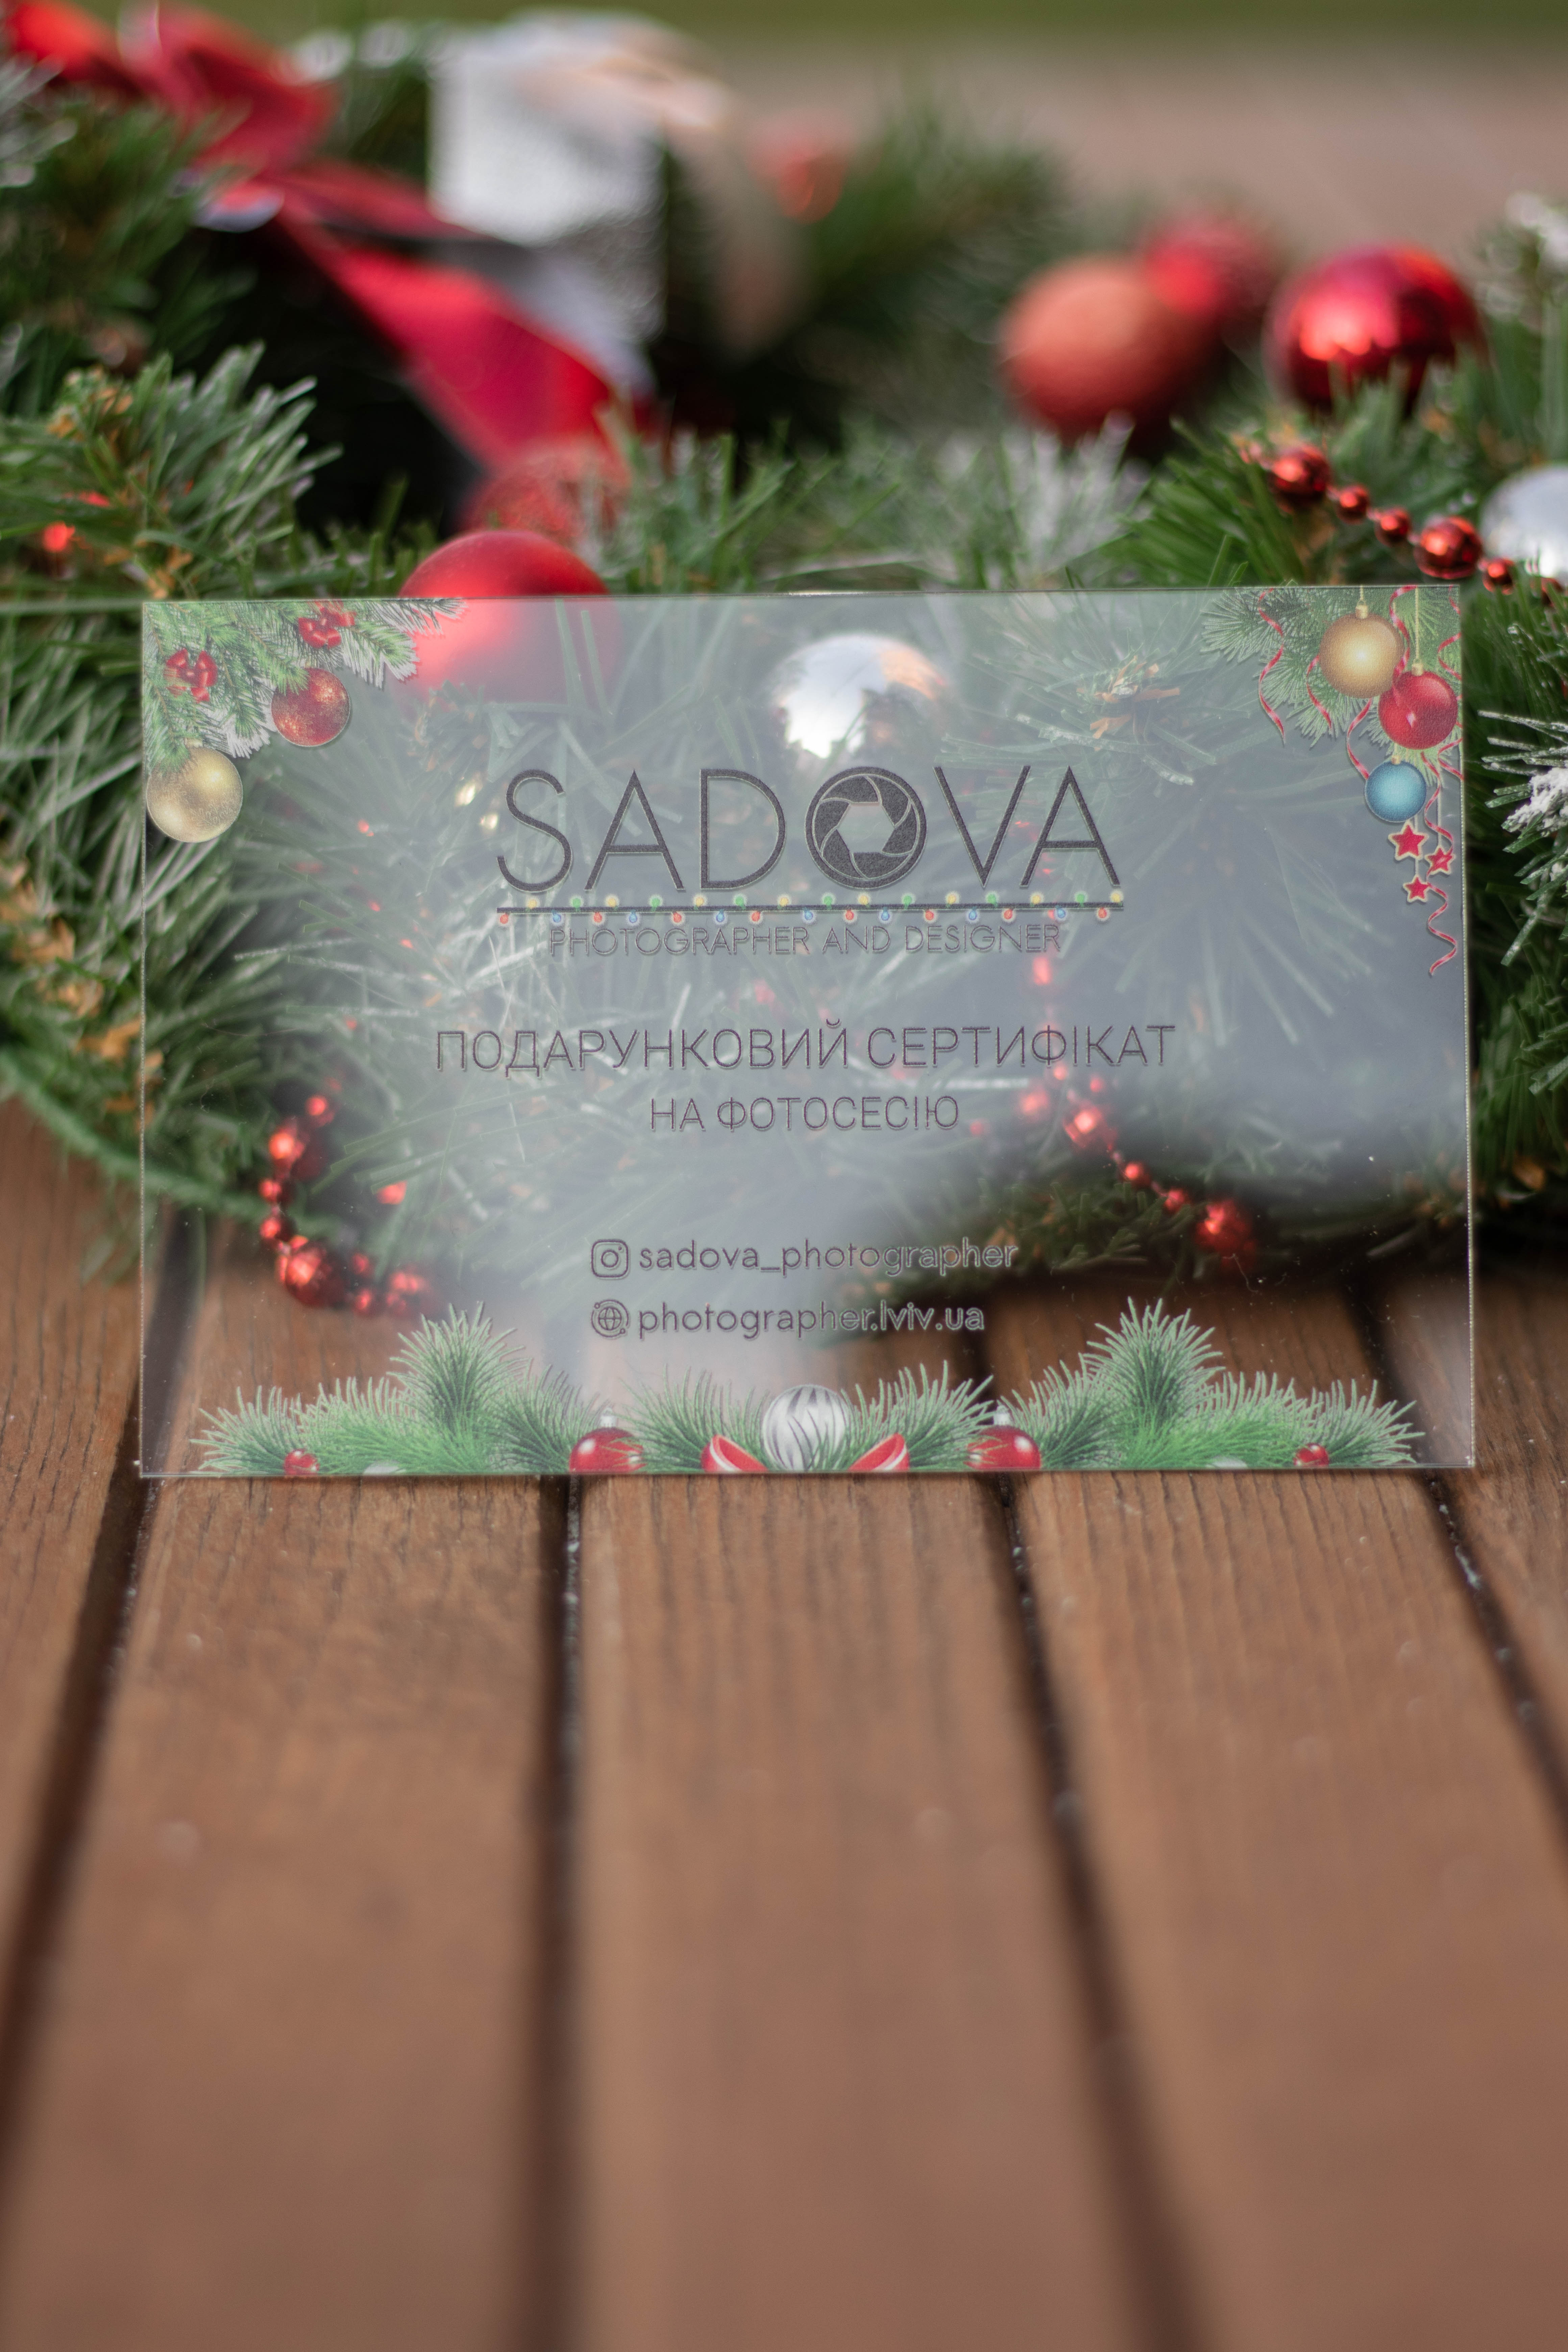 SADOVA
PHOTOGRAPHER AND DESIGNER
ПОДАРУНКОВИЙ СЕРТИФІКАТ
НА ФОТОСЕСІЮ
sadova_photographer
photographer.lviv.ua